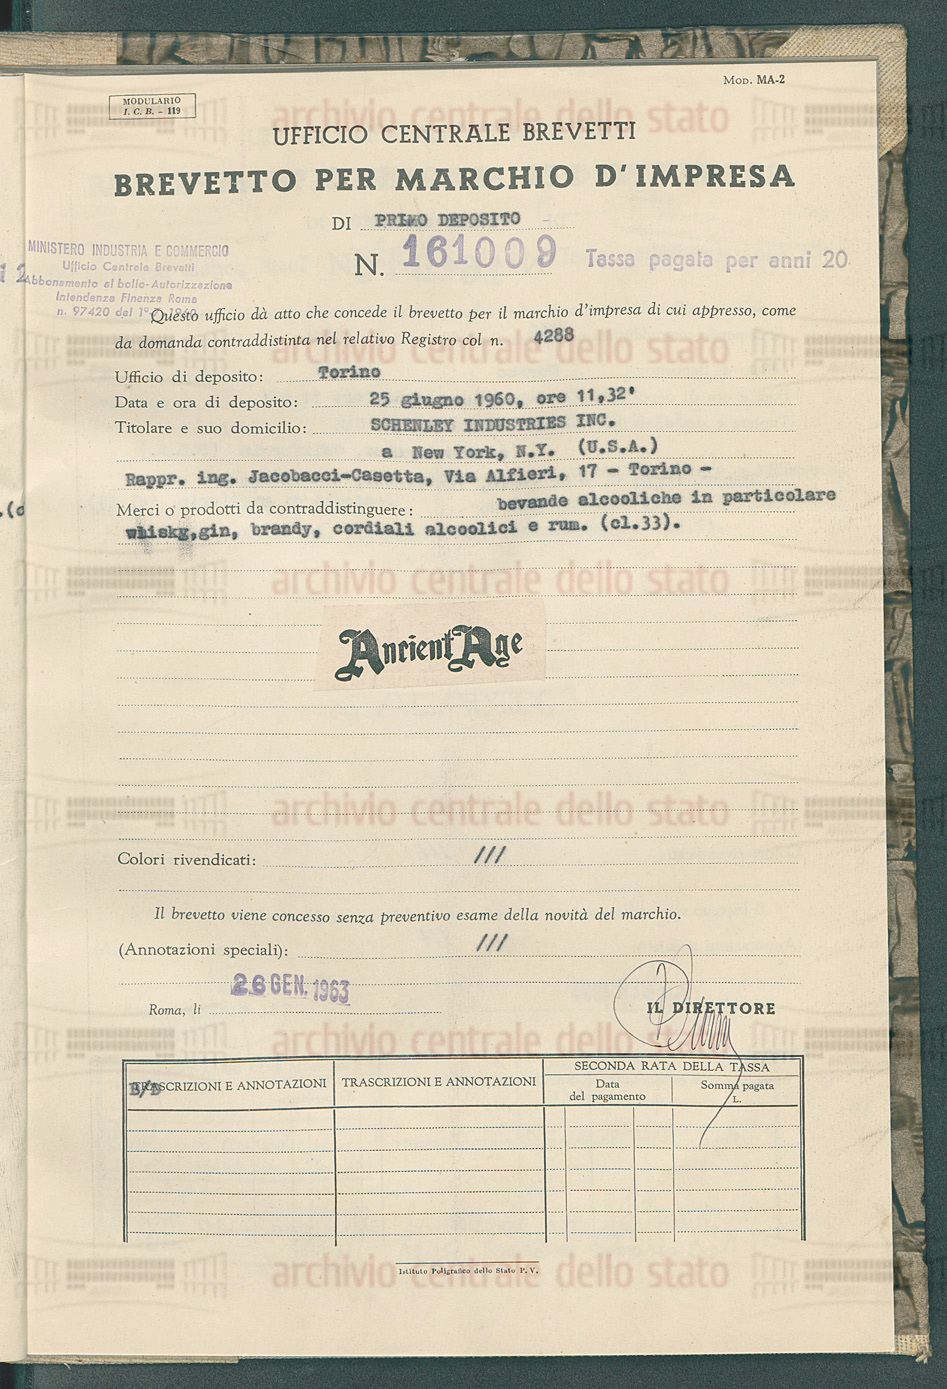 MODULARIO
I. C. B. - 119
MOD. MA-2
UFFICIO CENTRALE BREVETTI
BREVETTO PER MARCHIO D'IMPRESA
DI PRIMO DEPOSITO
MINISTERO INDUSTRIA E COMMERCIO
Ufficio Centrale Brevetti
Abbonamento al bollo-Autorizzazione
Intendenza Finanze Roma
n. 97420 del 1°
N. 161009 Tassa pagata per anni 20
Questo ufficio dà atto che concede il brevetto per il marchio d'impresa di cui appresso, come
da domanda contraddistinta nel relativo Registro col n. 4288
Ufficio di deposito: Torino
Data e ora di deposito: 25 giugno 1960, ore 11,32'
Titolare e suo domicilio: SCHENLEY INDUSTRIES INC.
a New York, N.Y. (U.S.A.)
Rappr. ing. Jacobacci-Casetta, Via Alfieri, 17 - Torino -
Merci o prodotti da contraddistinguere: bevande alcooliche in particolare
whisky,gin, brandy, cordiali alcoolici e rum. (cl.33).
Ancient Age
Colori rivendicati: ///
Il brevetto viene concesso senza preventivo esame della novità del marchio.
(Annotazioni speciali): ///
26 GEN. 1963
Roma, lì
IL DIRETTORE
B/D
TRASCRIZIONI E ANNOTAZIONI TRASCRIZIONI E ANNOTAZIONI SECONDA RATA DELLA TASSA
Data
del pagamento
Somma pagata
L.
Istituto Poligrafico dello Stato P. V.
archivio centrale dello stato
archivio centrale dello stato
archivio centrale dello stato
archivio centrale dello stato
archivio centrale dello stato
archivio centrale dello stato